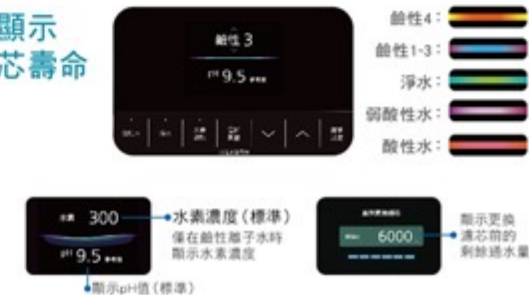 顯示
芯壽命
鹼性 3
pH 9.5
鹼性4：
鹼性1-3：
淨水：
弱酸性水：
酸性水：
水素 300
pH 9.5
水素濃度（標準）
僅在鹼性離子水時
顯示水素濃度
顯示pH值（標準）
6000
顯示更換
濾芯前的
剩餘過水量